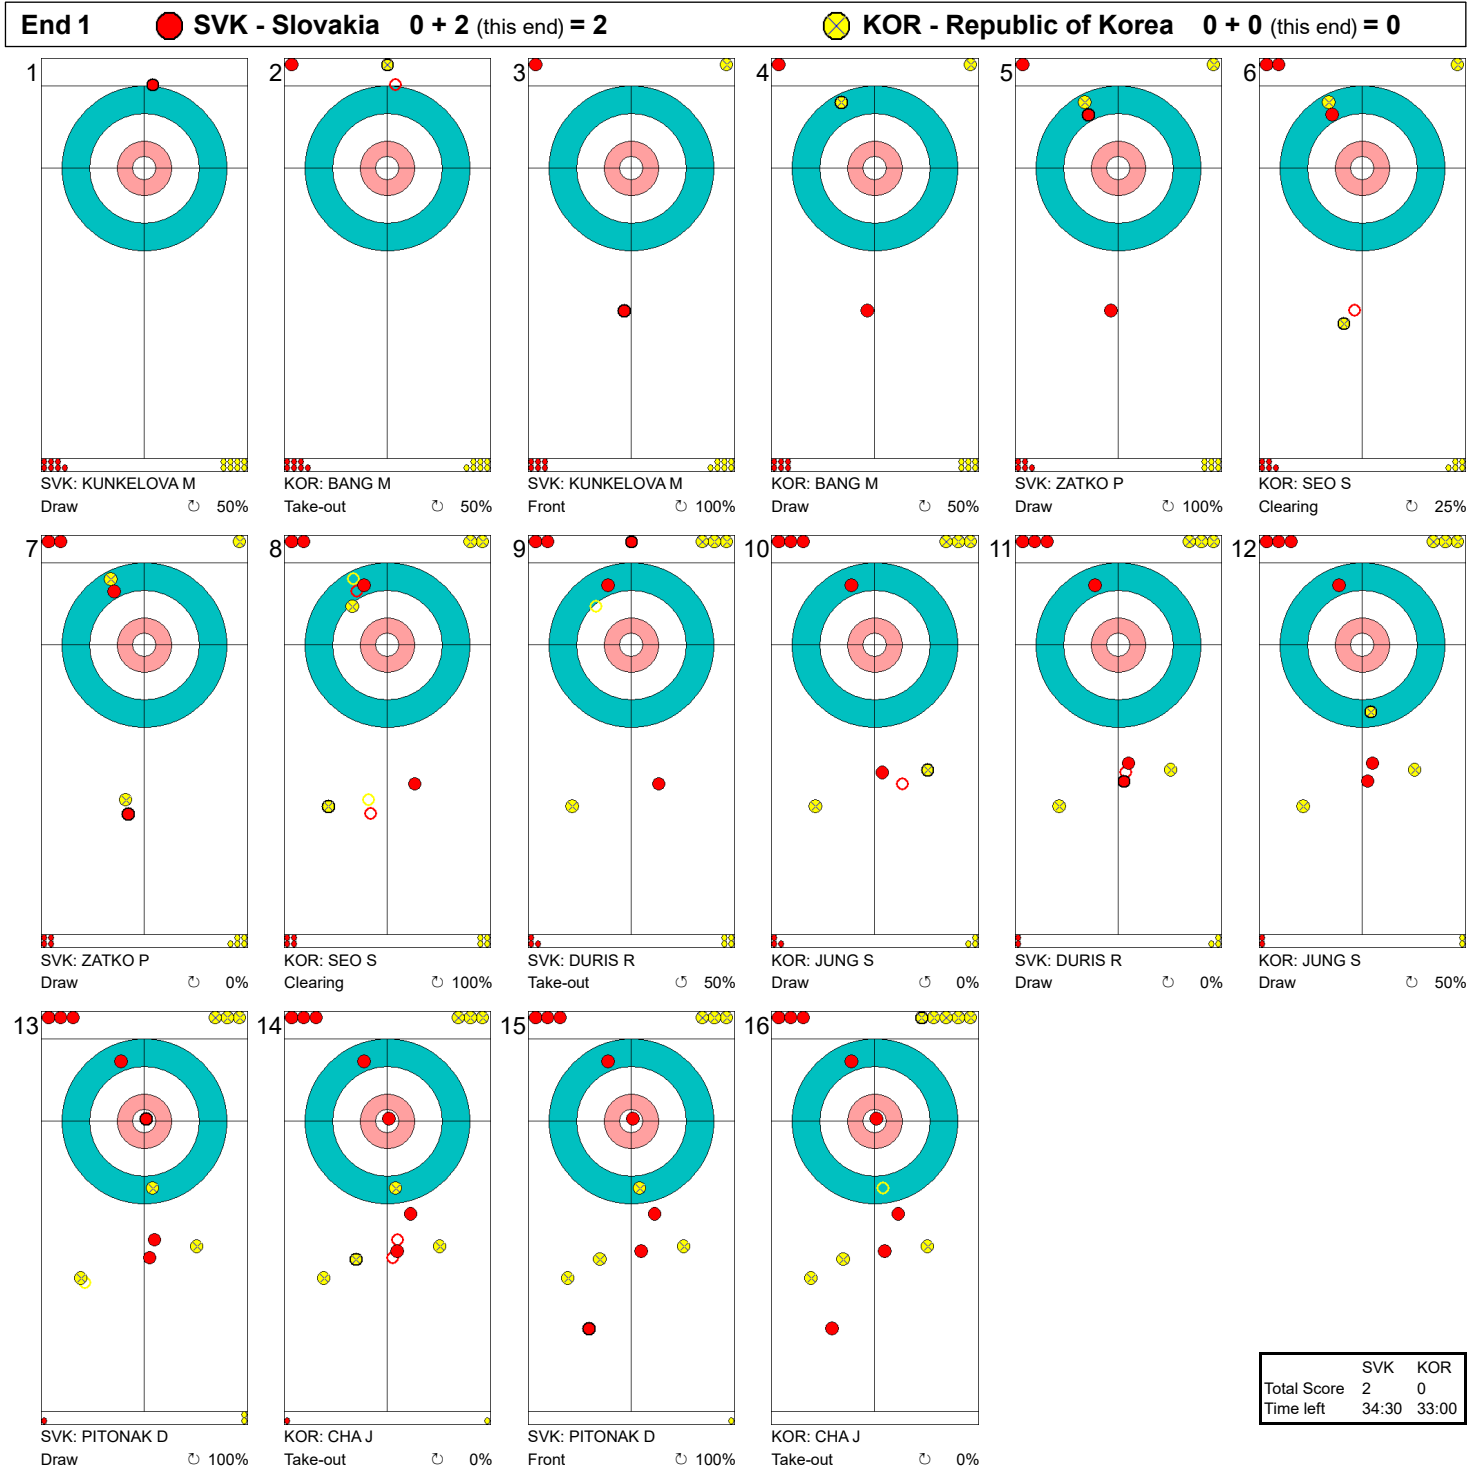 End 1 SVK - Slovakia 0 + 2 (this end) = 2 KOR - Republic of Korea 0 + 0 (this end) = 0
1 2 3 4 5 6
SVK: KUNKELOVA M KOR: BANG M SVK: KUNKELOVA M KOR: BANG M SVK: ZATKO P KOR: SEO S
Draw ↻ 50% Take-out ↻ 50% Front ↻ 100% Draw ↻ 50% Draw ↻ 100% Clearing ↻ 25%
7 8 9 10 11 12
SVK: ZATKO P KOR: SEO S SVK: DURIS R KOR: JUNG S SVK: DURIS R KOR: JUNG S
Draw ↻ 0% Clearing ↻ 100% Take-out ↺ 50% Draw ↺ 0% Draw ↻ 0% Draw ↻ 50%
13 14 15 16
SVK: PITONAK D KOR: CHA J SVK: PITONAK D KOR: CHA J
Draw ↻ 100% Take-out ↻ 0% Front ↻ 100% Take-out ↻ 0%
SVK KOR
Total Score 2 0
Time left 34:30 33:00